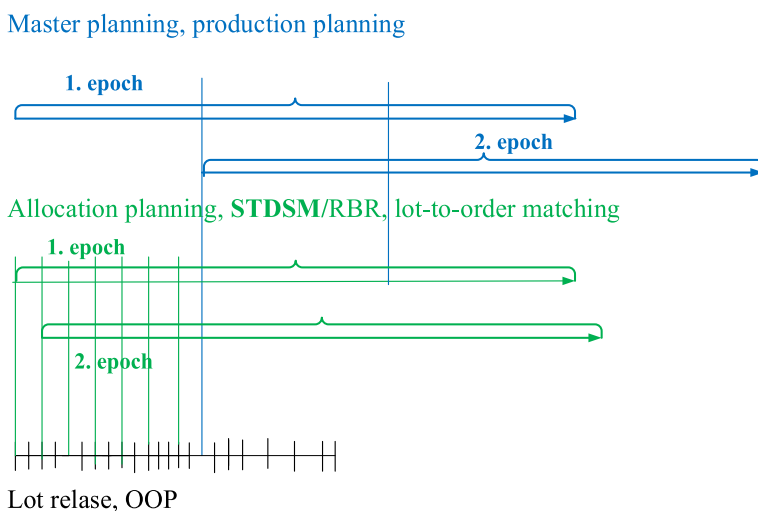 Master planning, production planning
1. epoch
2. epoch
Allocation planning, STDSM/RBR, lot-to-order matching
1. epoch
2. epoch
Lot relase, OOP